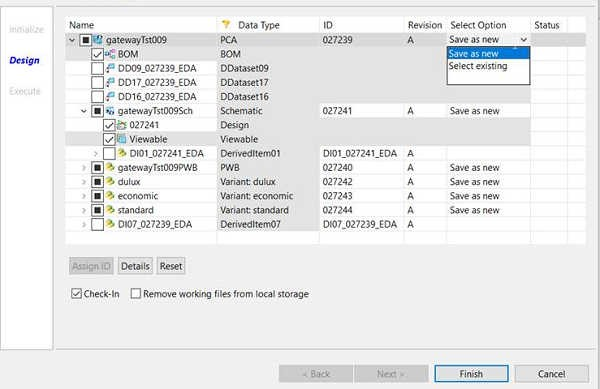 Initialize
Design
Execute
Name Data Type ID Revision Select Option Status
gatewayTst009 PCA 027239 A Save as new
BOM BOM Save as new
DD09_027239_EDA DDataset09 Select existing
DD17_027239_EDA DDataset17
DD16_027239_EDA DDataset16
gatewayTst009Sch Schematic 027241 A Save as new
027241 Design
Viewable Viewable
DI01_027241_EDA DerivedItem01 DI01_027241_EDA A
gatewayTst009PWB PWB 027240 A Save as new
dulux Variant: dulux 027242 A Save as new
economic Variant: economic 027243 A Save as new
standard Variant: standard 027244 A Save as new
DI07_027239_EDA DerivedItem07 DI07_027239_EDA A
Assign ID Details Reset
Check-In Remove working files from local storage
< Back Next > Finish Cancel